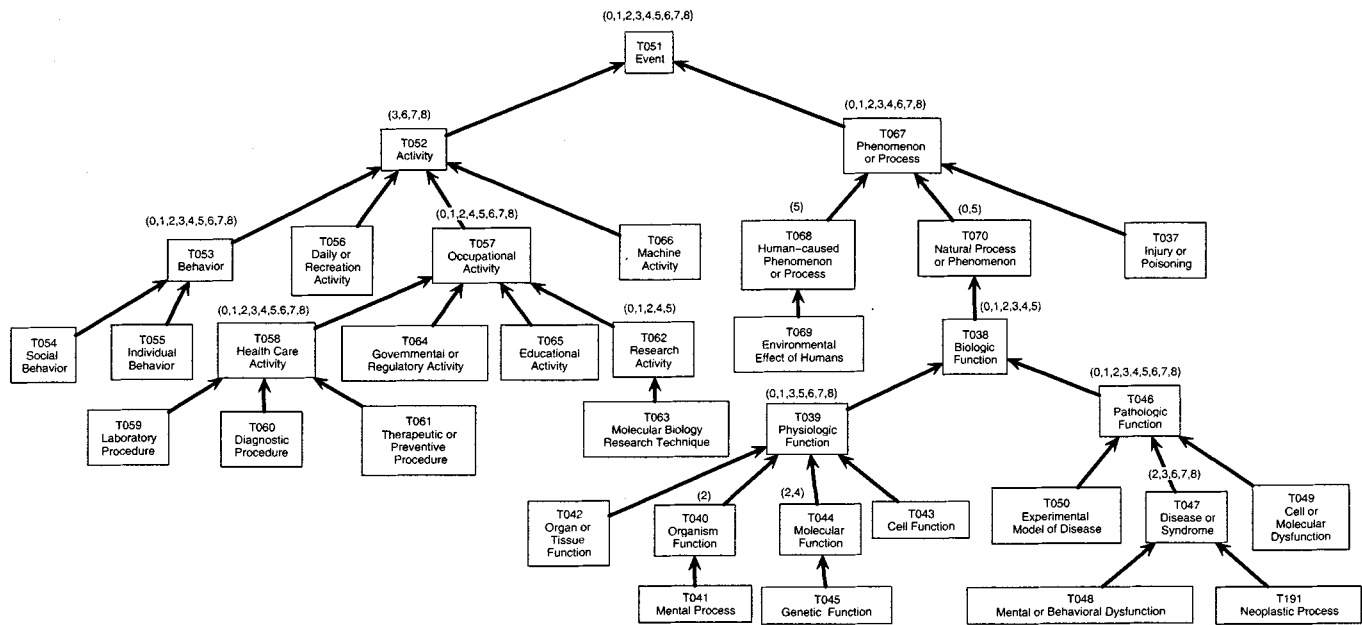 (0,1,2,3,4,5,6,7,8)
T051
Event
(3,6,7,8)
T052
Activity
(0,1,2,3,4,6,7,8)
T067
Phenomenon
or Process
(0,1,2,3,4,5,6,7,8)
T053
Behavior
T056
Daily or
Recreation
Activity
(0,1,2,4,5,6,7,8)
T057
Occupational
Activity
T066
Machine
Activity
(5)
T068
Human-caused
Phenomenon
or Process
(0,5)
T070
Natural Process
or Phenomenon
T037
Injury or
Poisoning
T054
Social
Behavior
T055
Individual
Behavior
(0,1,2,3,4,5,6,7,8)
T058
Health Care
Activity
T064
Governmental or
Regulatory Activity
T065
Educational
Activity
(0,1,2,4,5)
T062
Research
Activity
T069
Environmental
Effect of Humans
(0,1,2,3,4,5)
T038
Biologic
Function
T059
Laboratory
Procedure
T060
Diagnostic
Procedure
T061
Therapeutic or
Preventive
Procedure
T063
Molecular Biology
Research Technique
(0,1,3,5,6,7,8)
T039
Physiologic
Function
(0,1,2,3,4,5,6,7,8)
T046
Pathologic
Function
T042
Organ or
Tissue
Function
(2)
T040
Organism
Function
(2,4)
T044
Molecular
Function
T043
Cell Function
T050
Experimental
Model of Disease
(2,3,6,7,8)
T047
Disease or
Syndrome
T049
Cell or
Molecular
Dysfunction
T041
Mental Process
T045
Genetic Function
T048
Mental or Behavioral Dysfunction
T191
Neoplastic Process